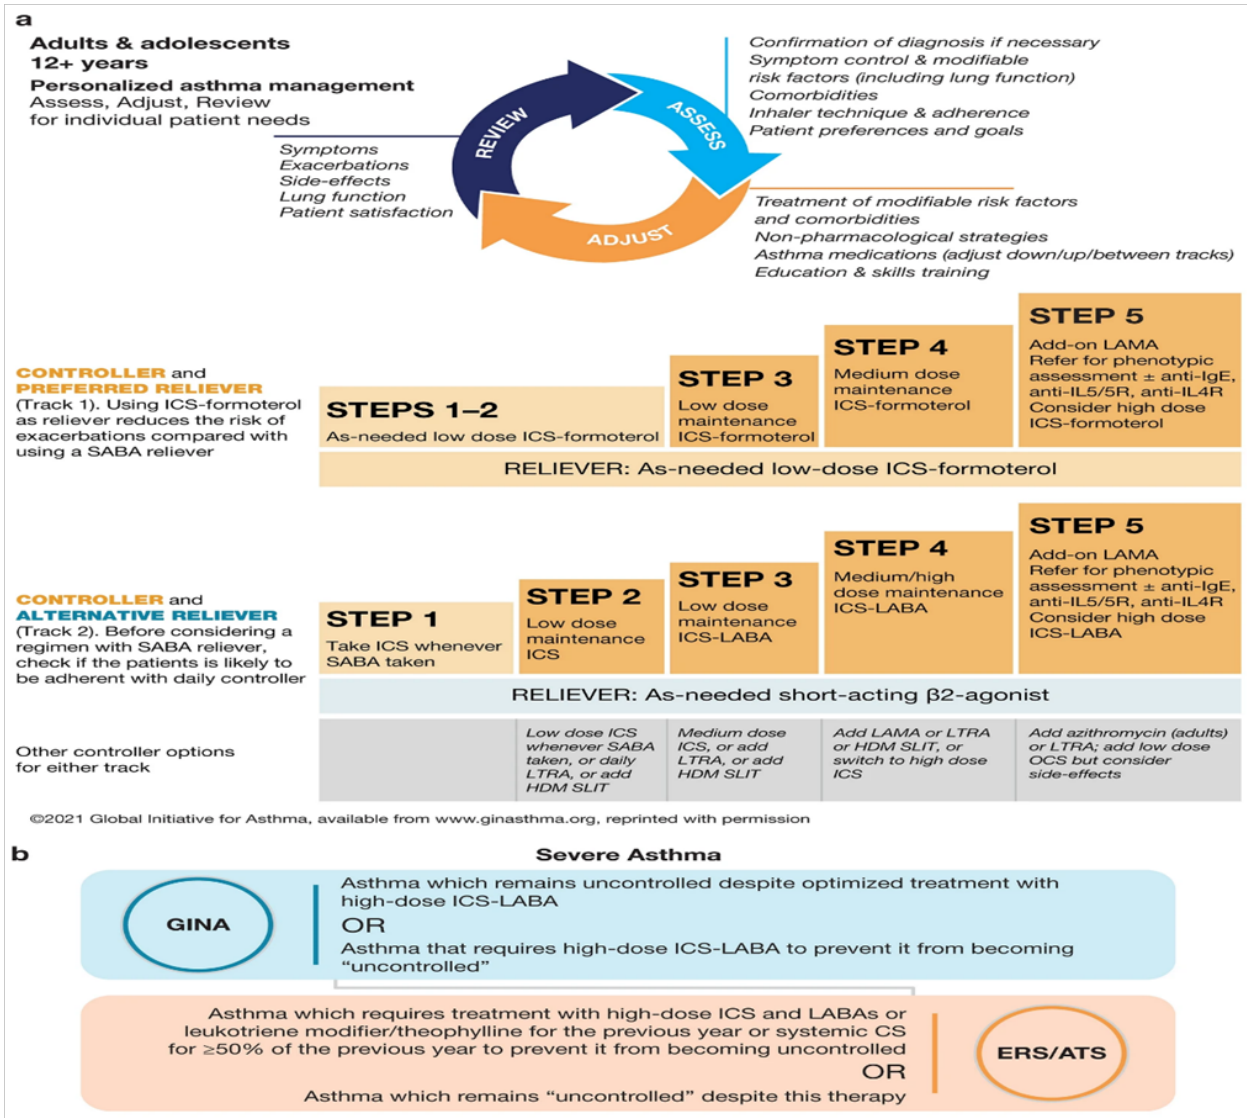 a
Adults & adolescents
12+ years
Personalized asthma management
Assess, Adjust, Review
for individual patient needs
Symptoms
Exacerbations
Side-effects
Lung function
Patient satisfaction
REVIEW
ASSESS
ADJUST
Confirmation of diagnosis if necessary
Symptom control & modifiable
risk factors (including lung function)
Comorbidities
Inhaler technique & adherence
Patient preferences and goals
Treatment of modifiable risk factors
and comorbidities
Non-pharmacological strategies
Asthma medications (adjust down/up/between tracks)
Education & skills training
CONTROLLER and
PREFERRED RELIEVER
(Track 1). Using ICS-formoterol
as reliever reduces the risk of
exacerbations compared with
using a SABA reliever
STEPS 1–2
As-needed low dose ICS-formoterol
STEP 3
Low dose
maintenance
ICS-formoterol
STEP 4
Medium dose
maintenance
ICS-formoterol
STEP 5
Add-on LAMA
Refer for phenotypic
assessment ± anti-IgE,
anti-IL5/5R, anti-IL4R
Consider high dose
ICS-formoterol
RELIEVER: As-needed low-dose ICS-formoterol
CONTROLLER and
ALTERNATIVE RELIEVER
(Track 2). Before considering a
regimen with SABA reliever,
check if the patients is likely to
be adherent with daily controller
STEP 1
Take ICS whenever
SABA taken
STEP 2
Low dose
maintenance
ICS
STEP 3
Low dose
maintenance
ICS-LABA
STEP 4
Medium/high
dose maintenance
ICS-LABA
STEP 5
Add-on LAMA
Refer for phenotypic
assessment ± anti-IgE,
anti-IL5/5R, anti-IL4R
Consider high dose
ICS-LABA
RELIEVER: As-needed short-acting β2-agonist
Other controller options
for either track
Low dose ICS
whenever SABA
taken, or daily
LTRA, or add
HDM SLIT
Medium dose
ICS, or add
LTRA, or add
HDM SLIT
Add LAMA or LTRA
or HDM SLIT, or
switch to high dose
ICS
Add azithromycin (adults)
or LTRA; add low dose
OCS but consider
side-effects
©2021 Global Initiative for Asthma, available from www.ginasthma.org, reprinted with permission
b
Severe Asthma
GINA
Asthma which remains uncontrolled despite optimized treatment with
high-dose ICS-LABA
OR
Asthma that requires high-dose ICS-LABA to prevent it from becoming
“uncontrolled”
Asthma which requires treatment with high-dose ICS and LABAs or
leukotriene modifier/theophylline for the previous year or systemic CS
for ≥50% of the previous year to prevent it from becoming uncontrolled
OR
Asthma which remains “uncontrolled” despite this therapy
ERS/ATS